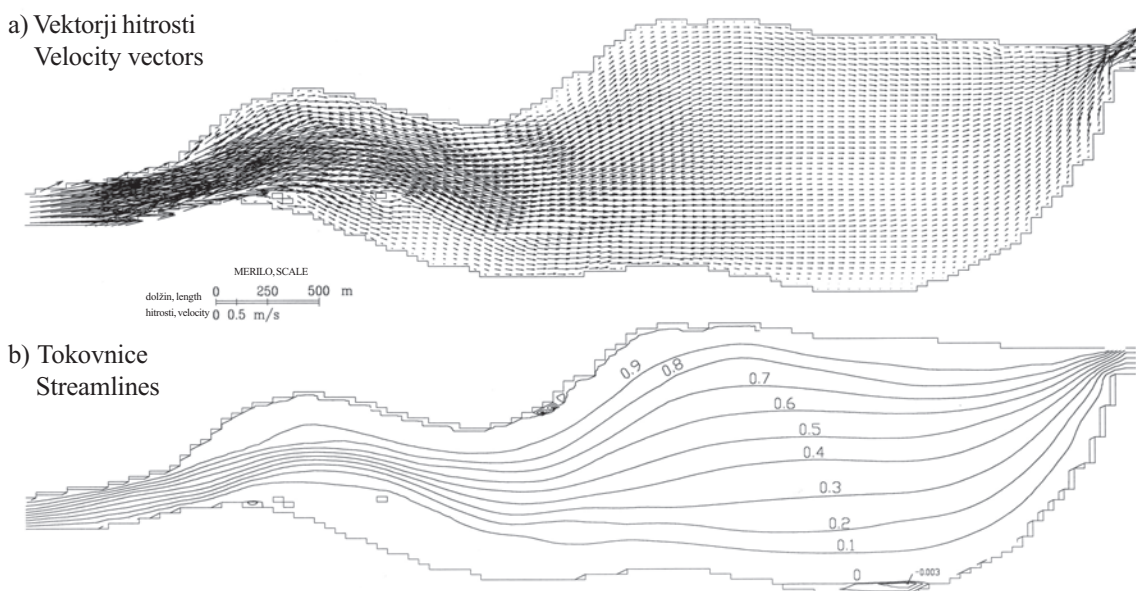 a) Vektorji hitrosti
Velocity vectors
MERILO, SCALE
dolžin, length 0 250 500 m
hitrosti, velocity 0 0.5 m/s
b) Tokovnice
Streamlines
0.9
0.8
0.7
0.6
0.5
0.4
0.3
0.2
0.1
0 -0.003